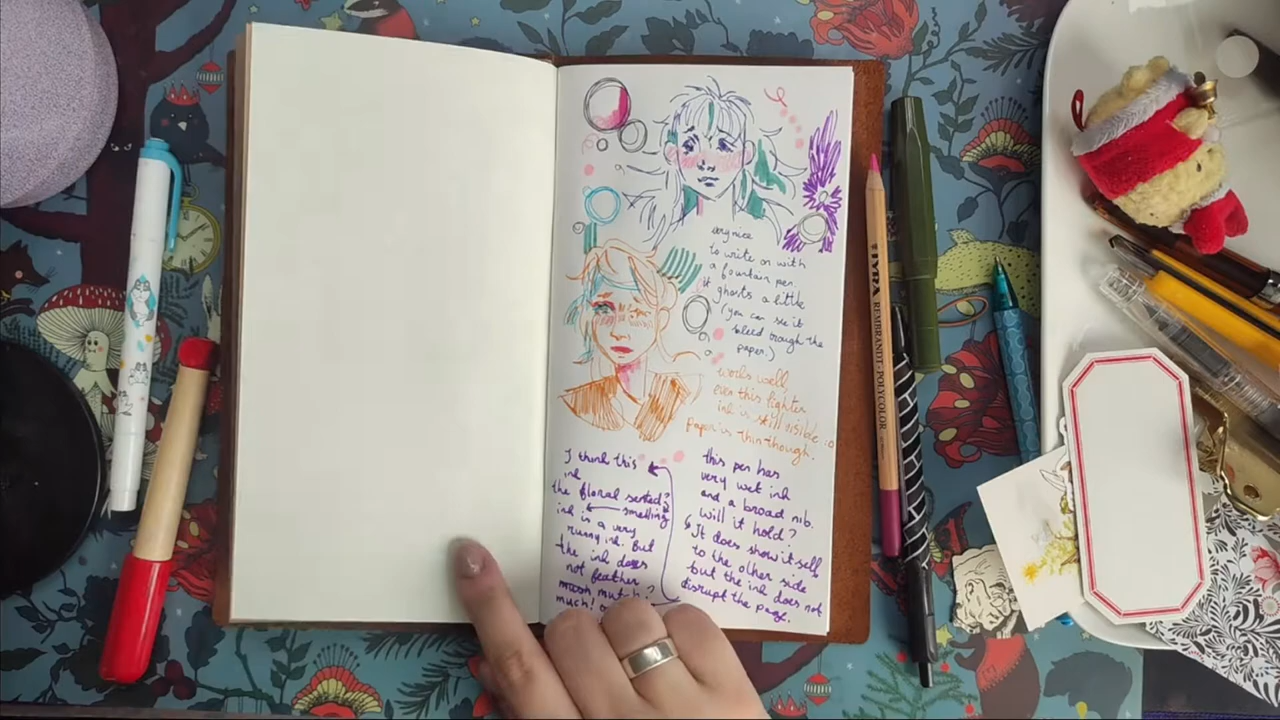 very nice
to write on with
a fountain pen.
it ghosts a little
(you can see it
bleed trough the
paper.)
works well,
even this lighter
ink is still visible :o
Paper is thin though.
I think this
ink
the floral sented?
smelling
ink is a very
runny ink. But
the ink does
not feather
much?
much!
this pen has
very wet ink
and a broad nib.
will it hold?
It does show itself
to the other side
but the ink does not
disrupt the page.
LYRA REMBRANDT-POLYCOLOR